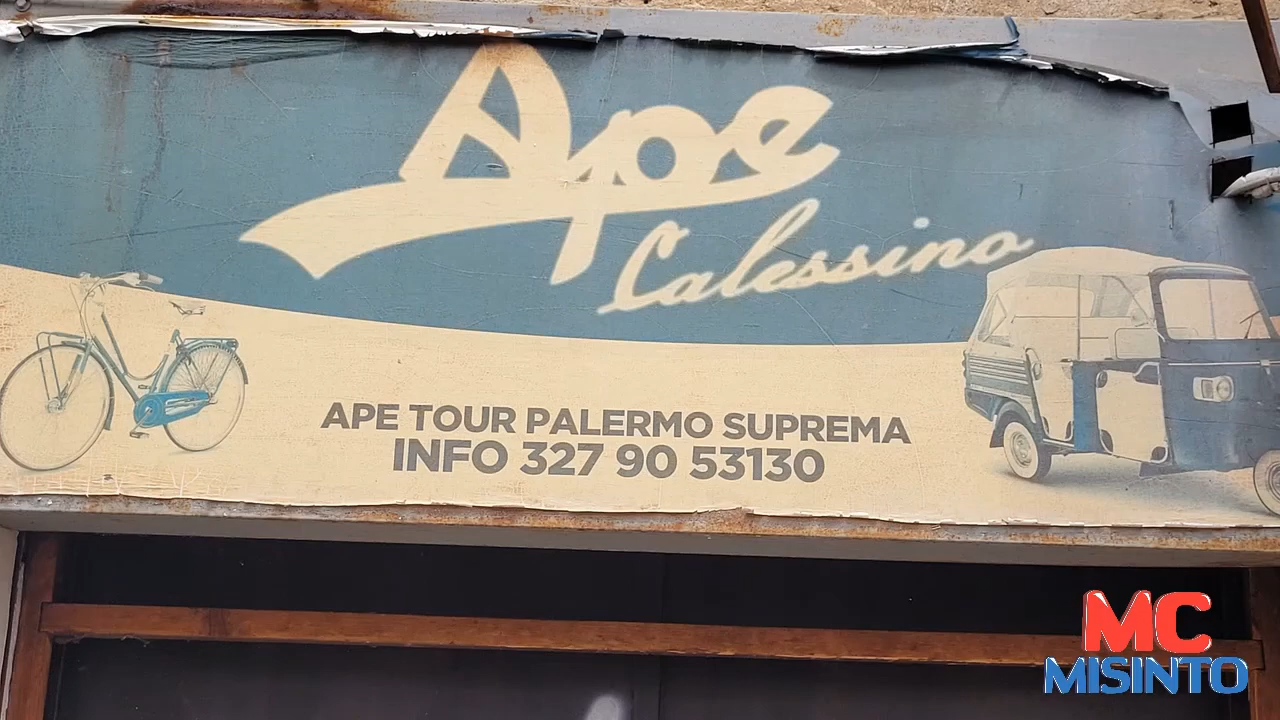 Ape
Calessino
APE TOUR PALERMO SUPREMA
INFO 327 90 53130
MC
MISINTO